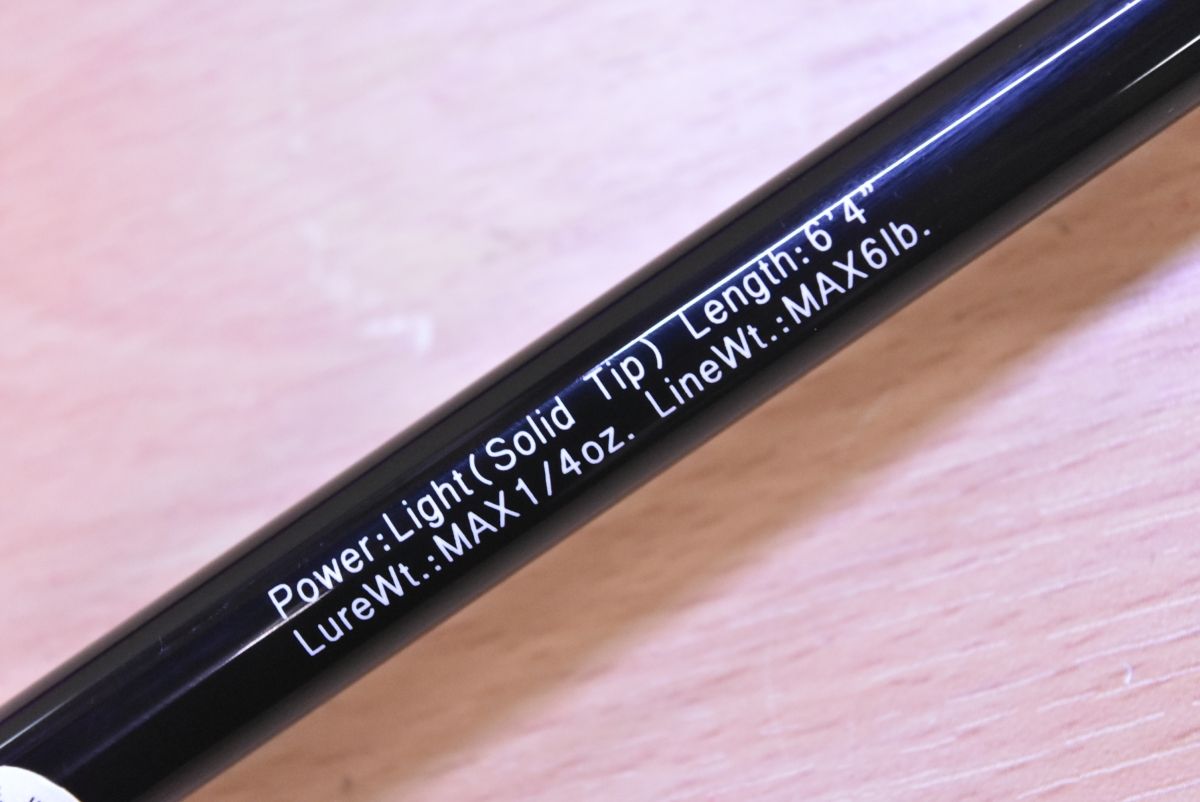 Power:Light(Solid Tip) Length:6'4"
LureWt.:MAX1/4oz. LineWt.:MAX6lb.